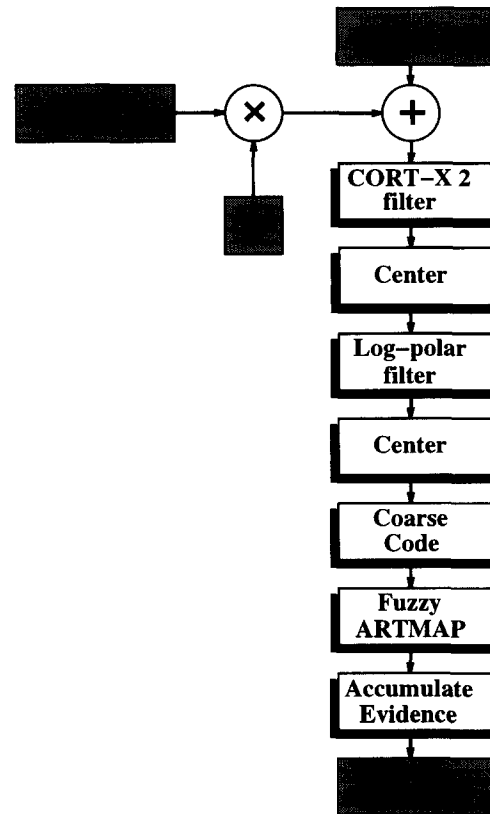 ×
+
CORT–X 2
filter
Center
Log–polar
filter
Center
Coarse
Code
Fuzzy
ARTMAP
Accumulate
Evidence